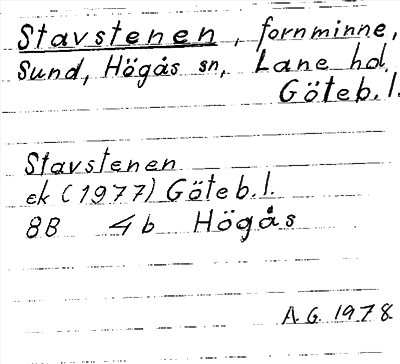 Stavstenen, fornminne,
Sund, Högås sn, Lane hd.
Göteb.l.
Stavstenen
ek (1977) Göteb.l.
8B 4b Högås
A.G. 1978